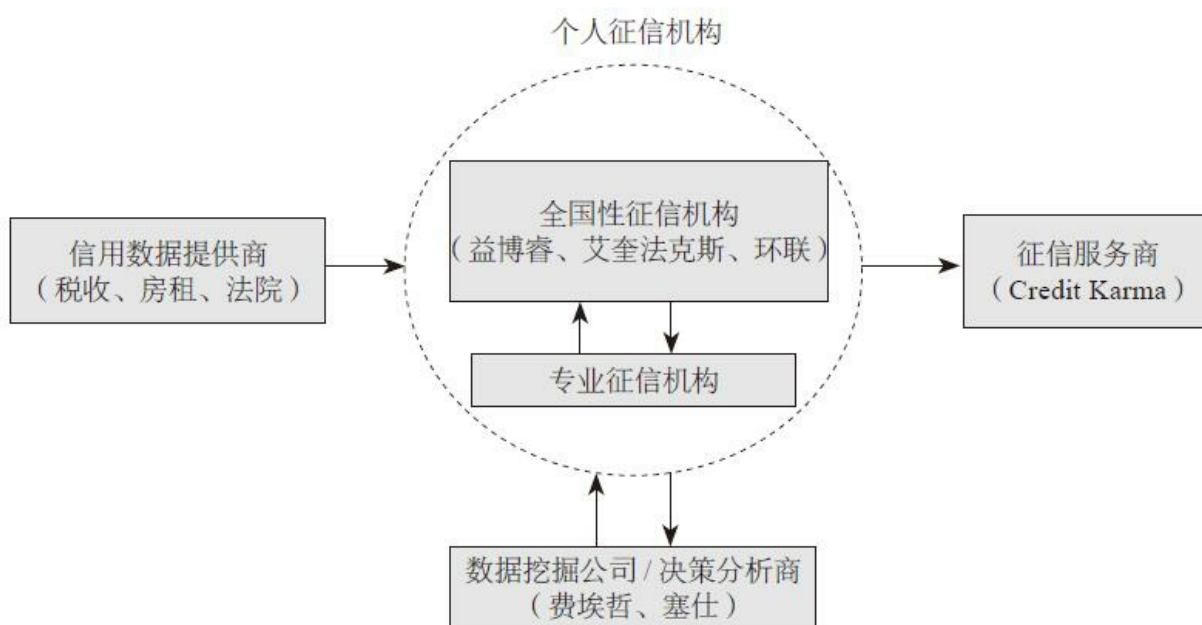 个人征信机构
全国性征信机构
（益博睿、艾奎法克斯、环联）
信用数据提供商
（税收、房租、法院）
征信服务商
（Credit Karma）
专业征信机构
数据挖掘公司/决策分析商
（费埃哲、塞仕）